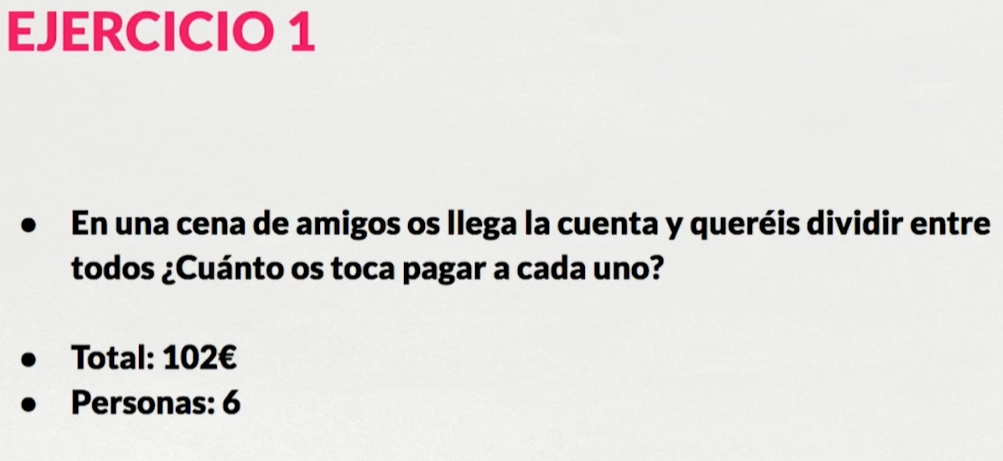 EJERCICIO 1
● En una cena de amigos os llega la cuenta y queréis dividir entre
todos ¿Cuánto os toca pagar a cada uno?
● Total: 102€
● Personas: 6